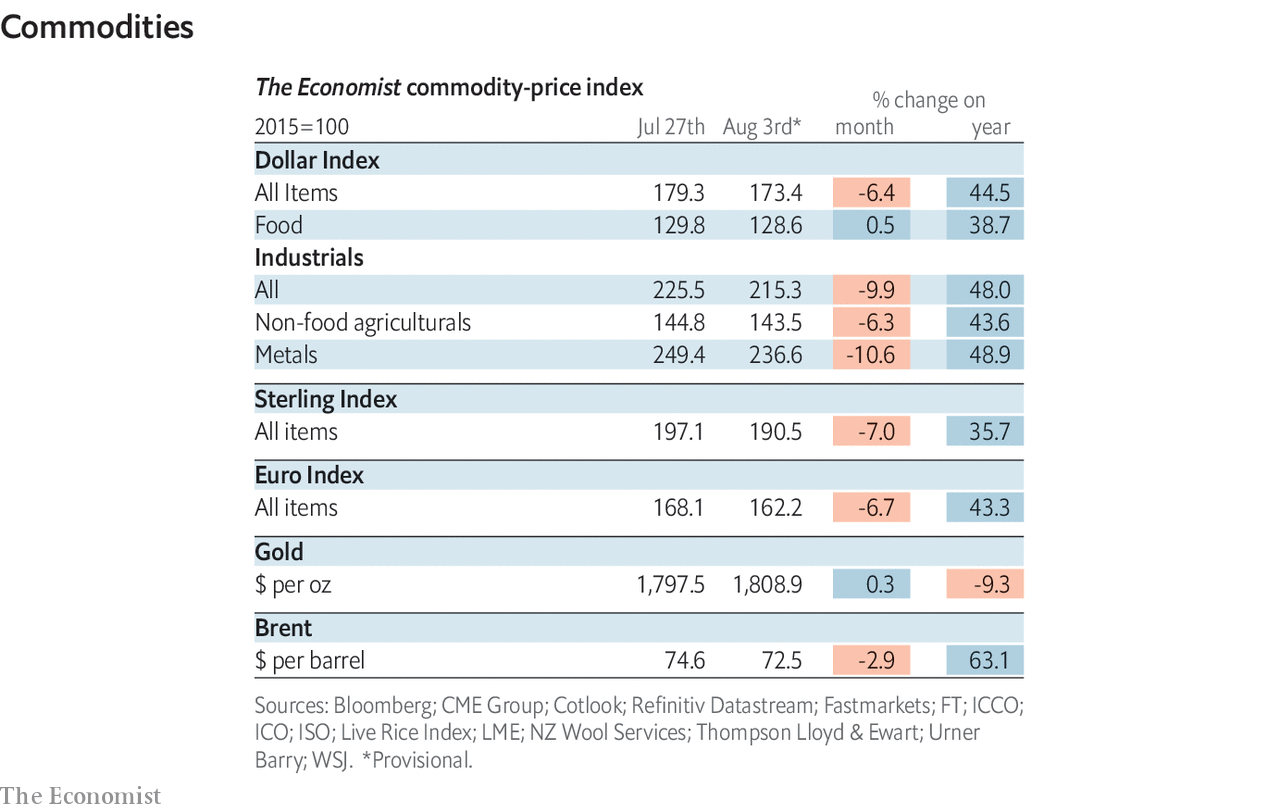 Commodities
The Economist commodity-price index
% change on
2015=100 Jul 27th Aug 3rd* month year
Dollar Index
All Items 179.3 173.4 -6.4 44.5
Food 129.8 128.6 0.5 38.7
Industrials
All 225.5 215.3 -9.9 48.0
Non-food agriculturals 144.8 143.5 -6.3 43.6
Metals 249.4 236.6 -10.6 48.9
Sterling Index
All items 197.1 190.5 -7.0 35.7
Euro Index
All items 168.1 162.2 -6.7 43.3
Gold
$ per oz 1,797.5 1,808.9 0.3 -9.3
Brent
$ per barrel 74.6 72.5 -2.9 63.1
Sources: Bloomberg; CME Group; Cotlook; Refinitiv Datastream; Fastmarkets; FT; ICCO;
ICO; ISO; Live Rice Index; LME; NZ Wool Services; Thompson Lloyd & Ewart; Urner
Barry; WSJ. *Provisional.
The Economist